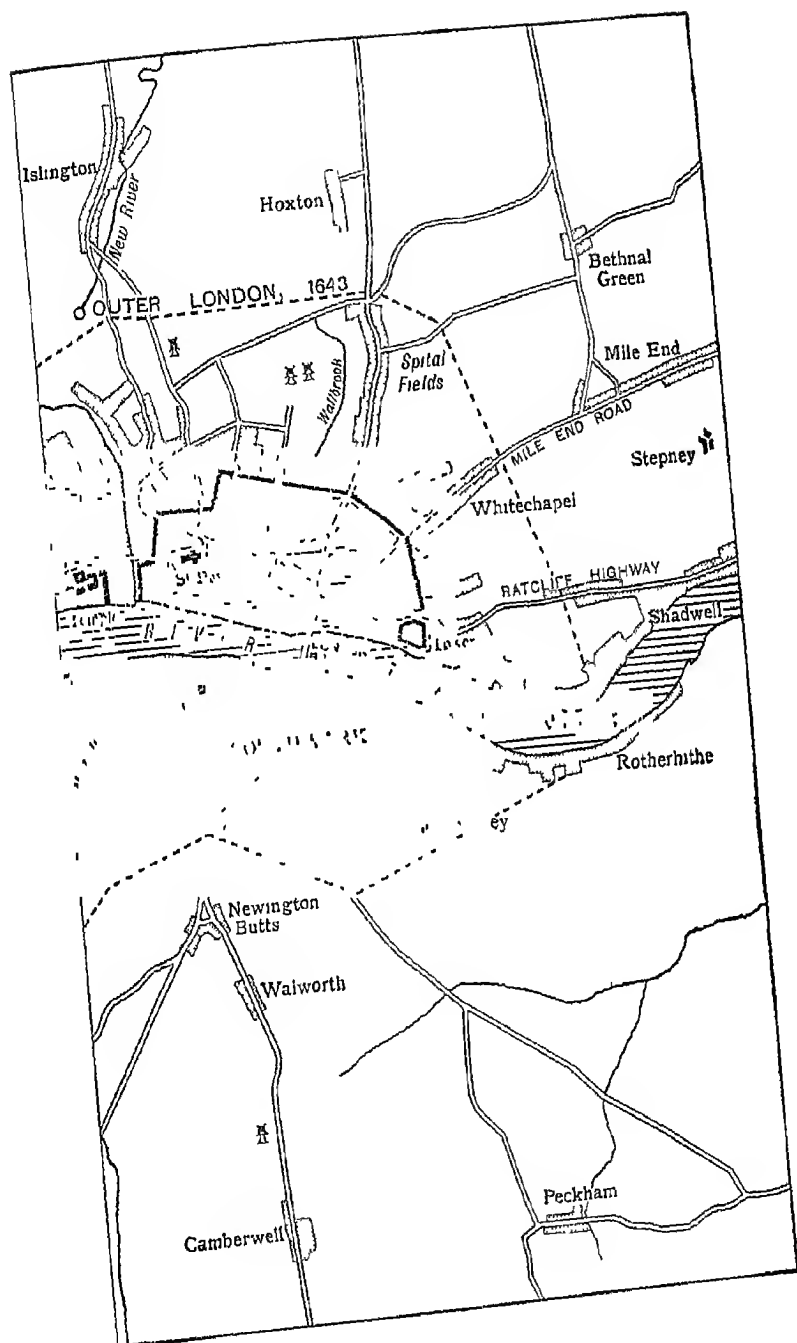 Islington
New River
Hoxton
Bethnal
Green
OUTER LONDON, 1643
Wallbrook
Spital
Fields
Mile End
MILE END ROAD
Stepney
Whitechapel
RATCLIFF HIGHWAY
Shadwell
Rotherhithe
ey
Newington
Butts
Walworth
Peckham
Camberwell